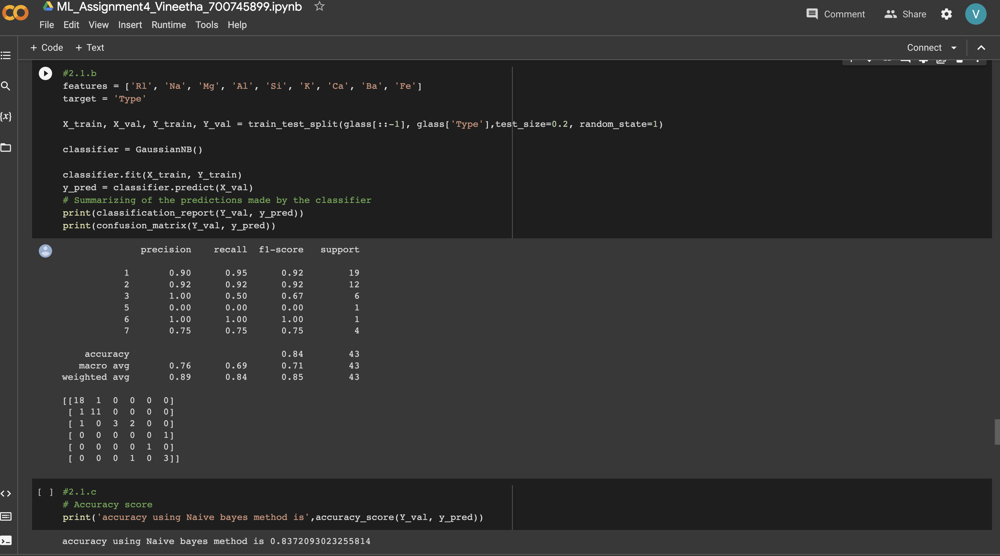 ML_Assignment4_Vineetha_700745899.ipynb
Comment Share V
File Edit View Insert Runtime Tools Help
+ Code + Text Connect
#2.1.b
features = ['Rl', 'Na', 'Mg', 'Al', 'Si', 'K', 'Ca', 'Ba', 'Fe']
target = 'Type'
{x}
X_train, X_val, Y_train, Y_val = train_test_split(glass[::-1], glass['Type'],test_size=0.2, random_state=1)
classifier = GaussianNB()
classifier.fit(X_train, Y_train)
y_pred = classifier.predict(X_val)
# Summarizing of the predictions made by the classifier
print(classification_report(Y_val, y_pred))
print(confusion_matrix(Y_val, y_pred))
precision recall f1-score support
1 0.90 0.95 0.92 19
2 0.92 0.92 0.92 12
3 1.00 0.50 0.67 6
5 0.00 0.00 0.00 1
6 1.00 1.00 1.00 1
7 0.75 0.75 0.75 4
accuracy 0.84 43
macro avg 0.76 0.69 0.71 43
weighted avg 0.89 0.84 0.85 43
[[18 1 0 0 0 0]
[ 1 11 0 0 0 0]
[ 1 0 3 2 0 0]
[ 0 0 0 0 0 1]
[ 0 0 0 0 1 0]
[ 0 0 0 1 0 3]]
[ ] #2.1.c
# Accuracy score
print('accuracy using Naive bayes method is',accuracy_score(Y_val, y_pred))
accuracy using Naive bayes method is 0.8372093023255814